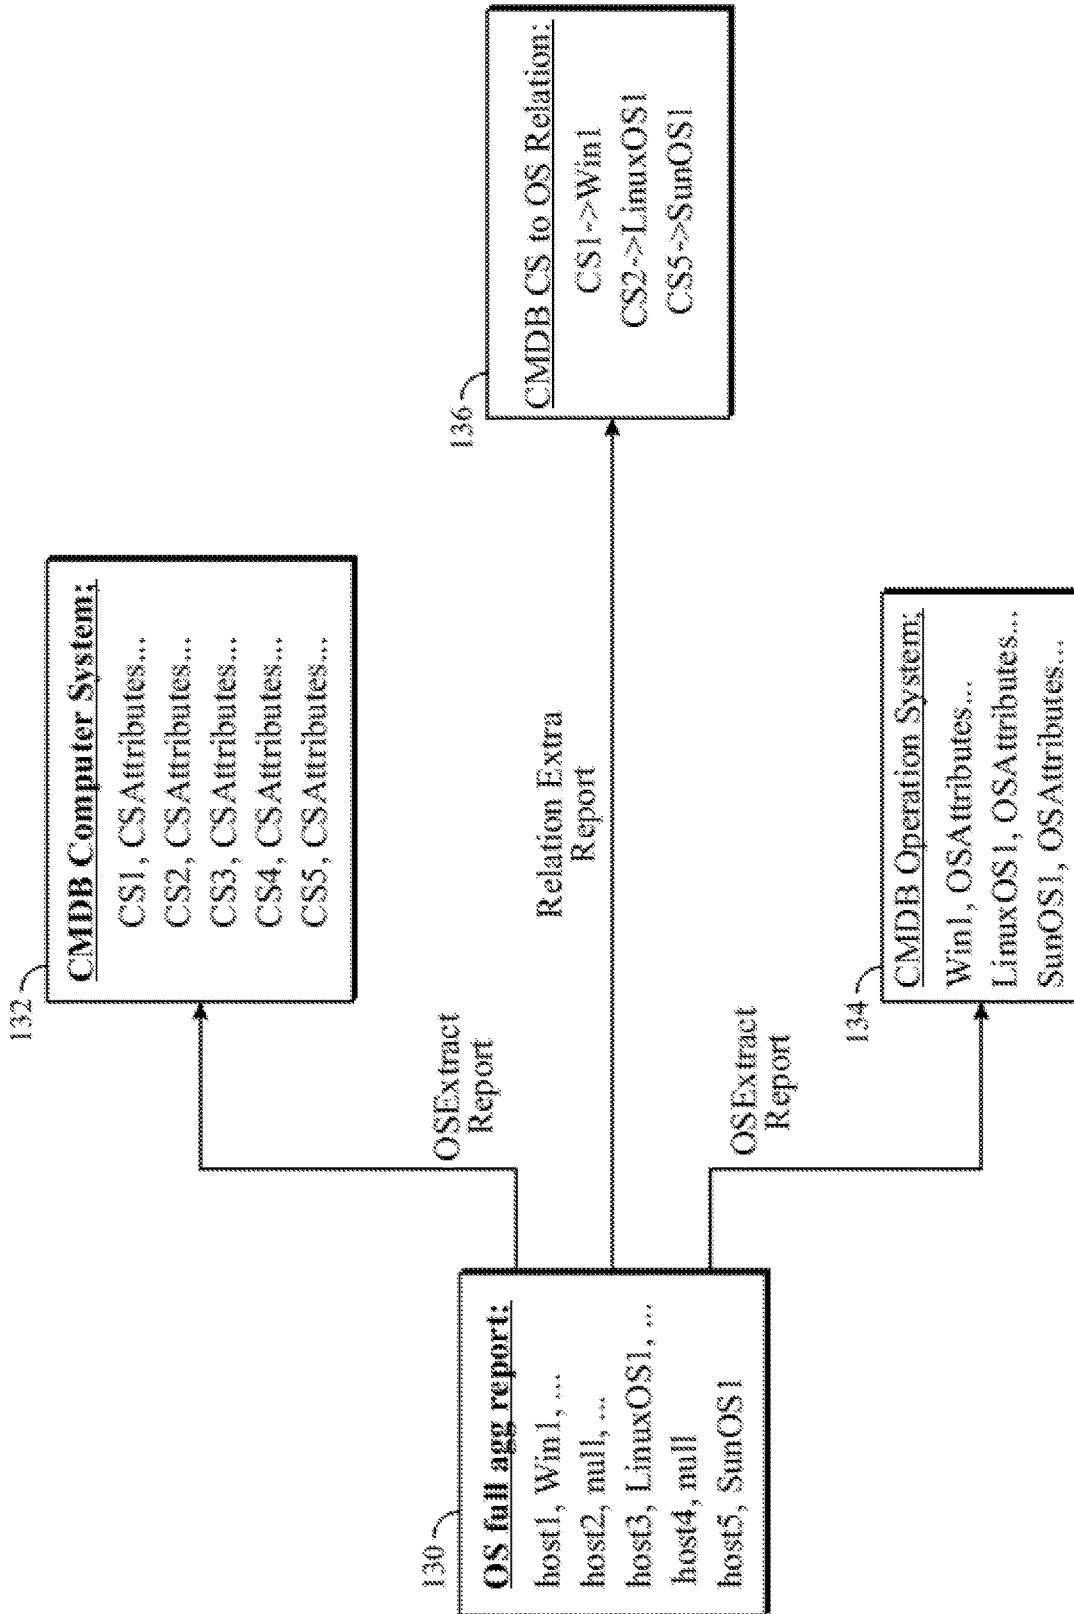 130
OS full agg report:
host1, Win1, ...
host2, null, ...
host3, LinuxOS1, ...
host4, null
host5, SunOS1
OSExtract
Report
Relation Extra
Report
OSExtract
Report
132
CMDB Computer System:
CS1, CSAttributes...
CS2, CSAttributes...
CS3, CSAttributes...
CS4, CSAttributes...
CS5, CSAttributes...
134
CMDB Operation System:
Win1, OSAttributes...
LinuxOS1, OSAttributes...
SunOS1, OSAttributes...
136
CMDB CS to OS Relation:
CS1->Win1
CS2->LinuxOS1
CS5->SunOS1